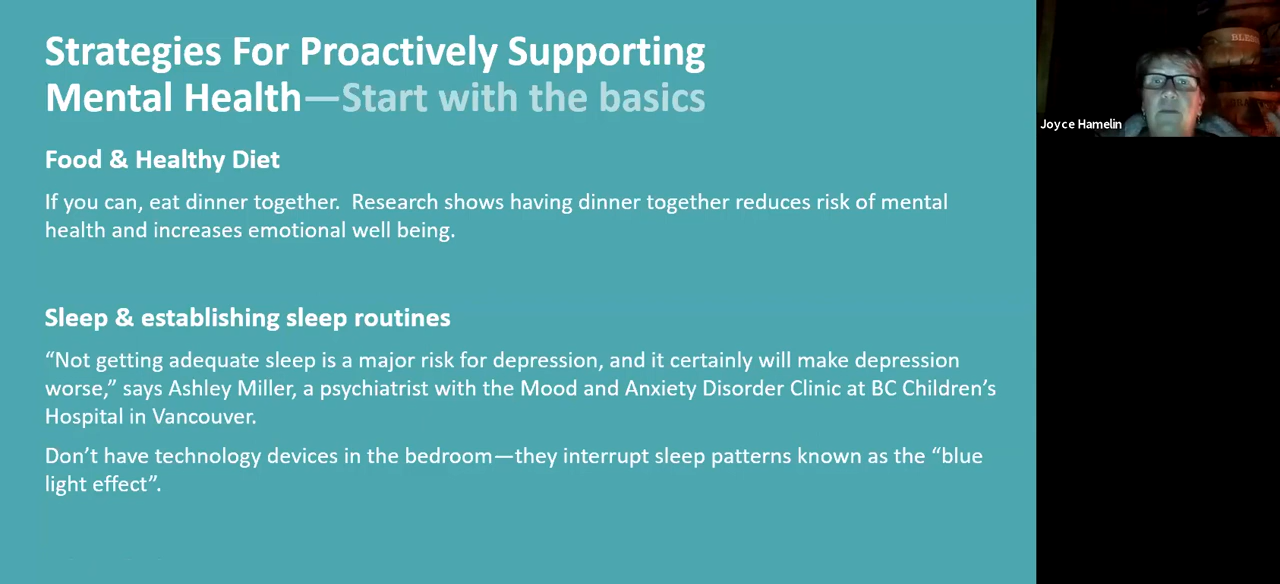 Strategies For Proactively Supporting
Mental Health—Start with the basics
Food & Healthy Diet
If you can, eat dinner together.  Research shows having dinner together reduces risk of mental
health and increases emotional well being.
Sleep & establishing sleep routines
“Not getting adequate sleep is a major risk for depression, and it certainly will make depression
worse,” says Ashley Miller, a psychiatrist with the Mood and Anxiety Disorder Clinic at BC Children’s
Hospital in Vancouver.
Don’t have technology devices in the bedroom—they interrupt sleep patterns known as the “blue
light effect”.
Joyce Hamelin